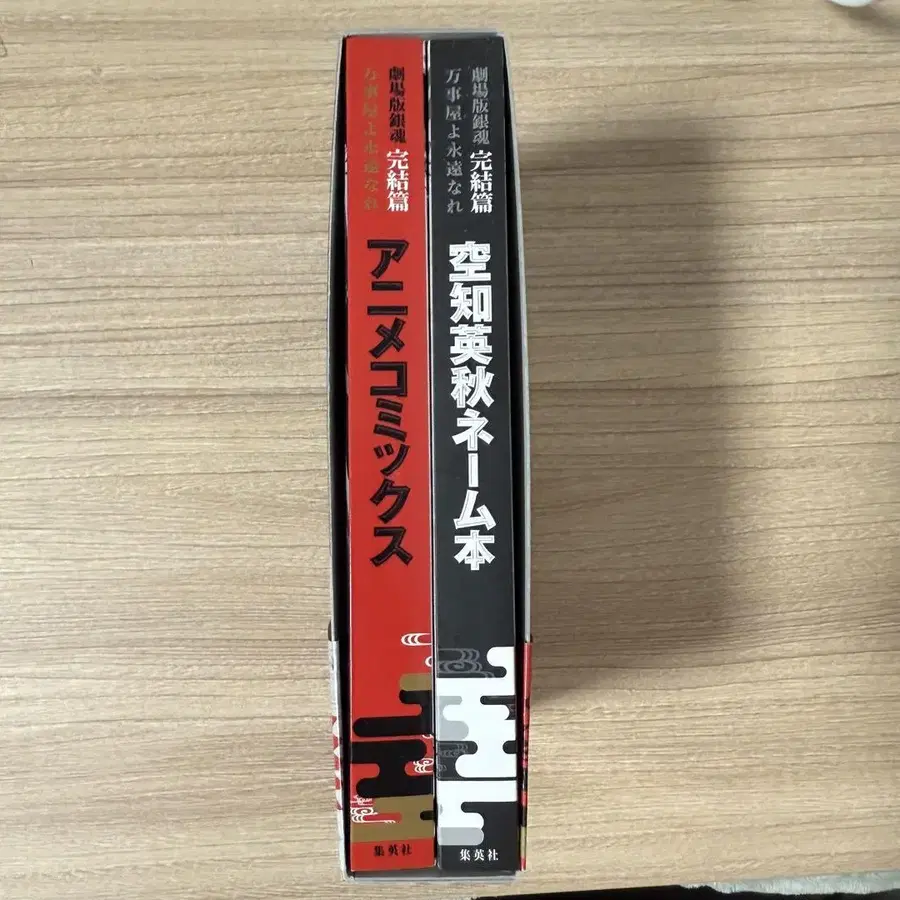 劇場版銀魂 完結篇
万事屋よ永遠なれ
アニメコミックス
集英社
劇場版銀魂 完結篇
万事屋よ永遠なれ
空知英秋ネーム本
集英社